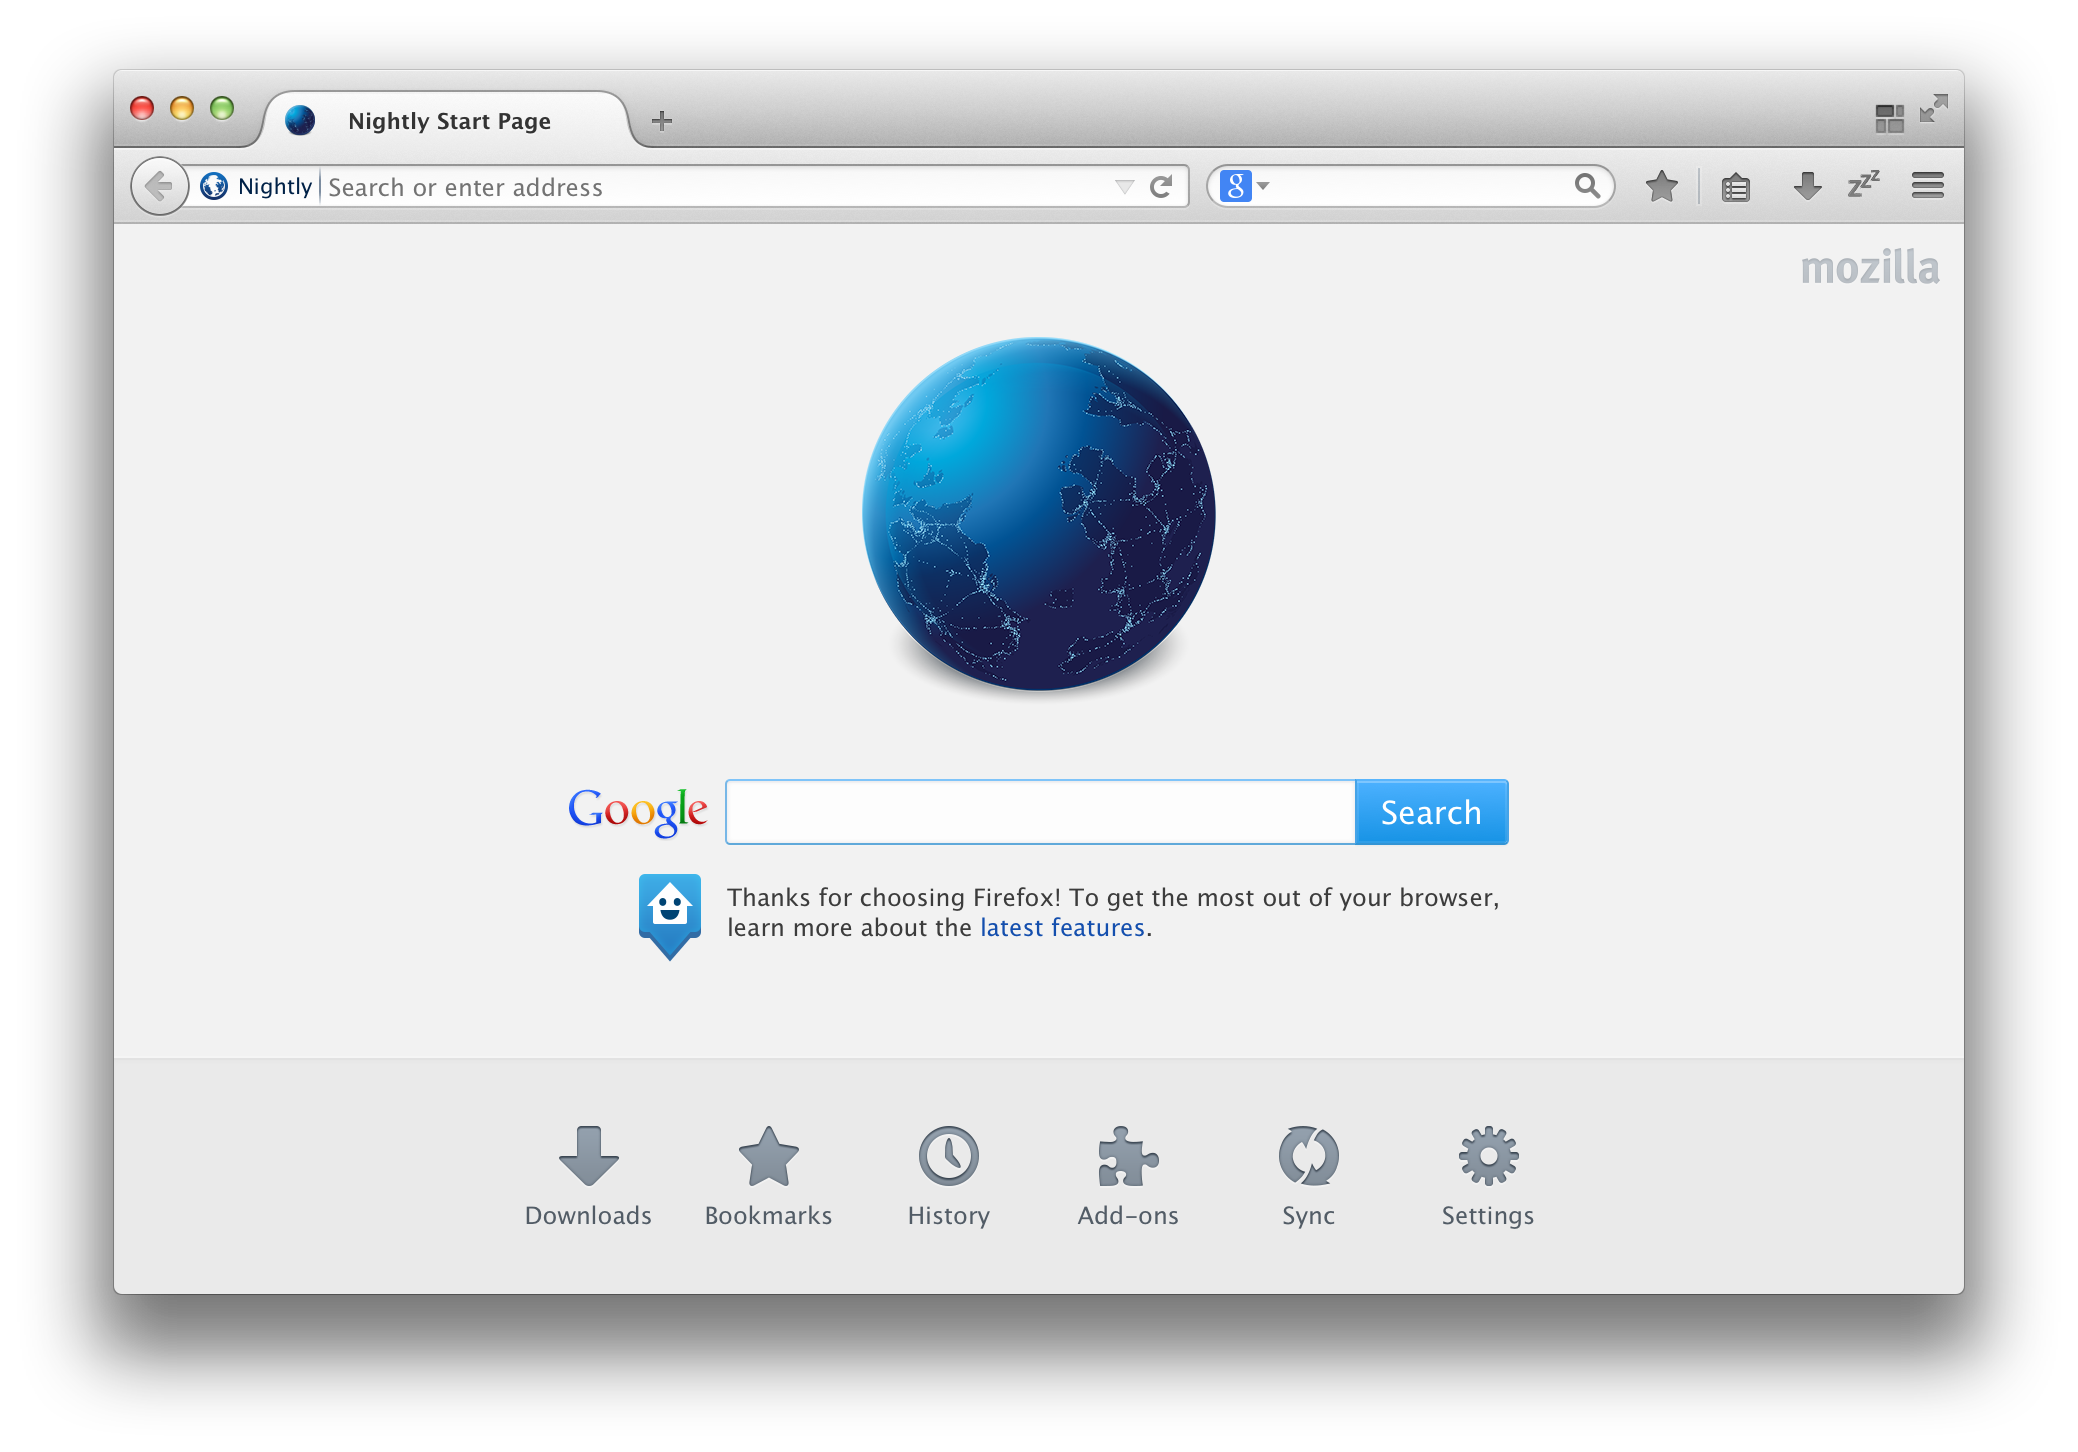 Nightly Start Page
Nightly
Search or enter address
g
zzz
mozilla
Google
Search
Thanks for choosing Firefox! To get the most out of your browser,
learn more about the latest features.
Downloads
Bookmarks
History
Add-ons
Sync
Settings